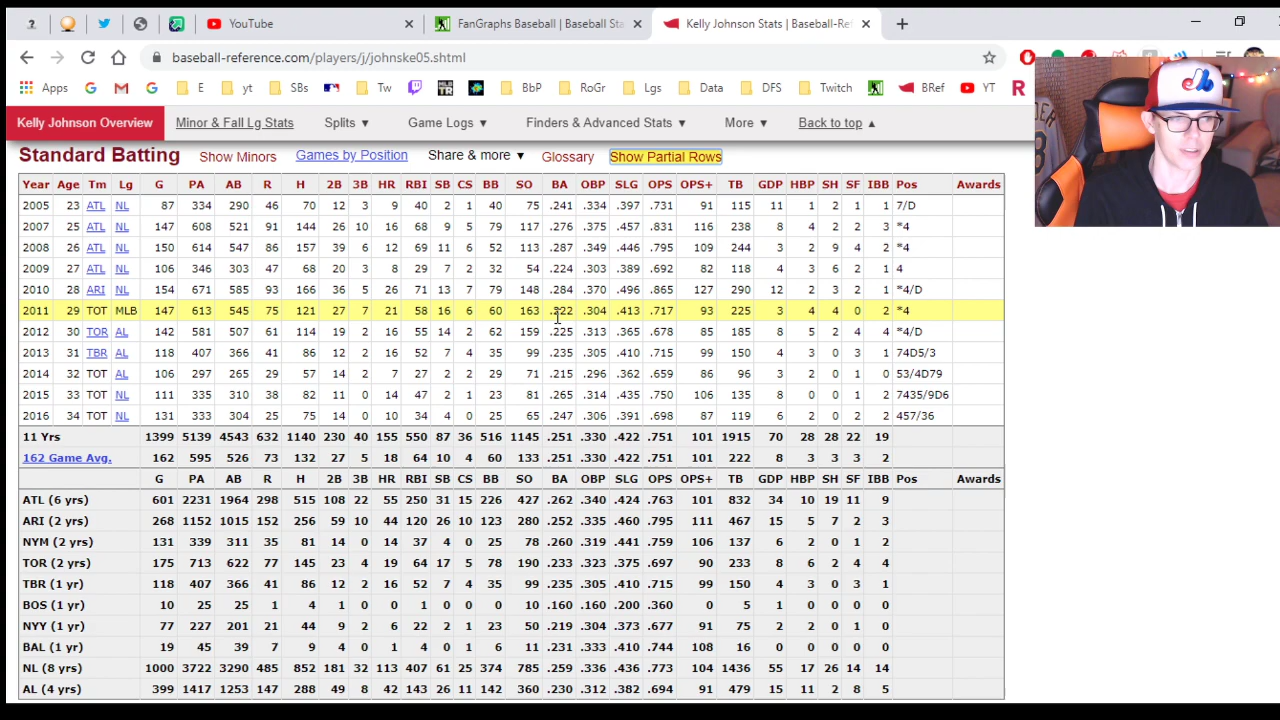 YouTube FanGraphs Baseball | Baseball Sta Kelly Johnson Stats | Baseball-Ref
baseball-reference.com/players/j/johnske05.shtml
Apps E yt SBs Tw BbP RoGr Lgs Data DFS Twitch BRef YT
Kelly Johnson Overview Minor & Fall Lg Stats Splits ▼ Game Logs ▼ Finders & Advanced Stats ▼ More ▼ Back to top ▲
Standard Batting Show Minors Games by Position Share & more ▼ Glossary Show Partial Rows
Year Age Tm Lg G PA AB R H 2B 3B HR RBI SB CS BB SO BA OBP SLG OPS OPS+ TB GDP HBP SH SF IBB Pos Awards
2005 23 ATL NL 87 334 290 46 70 12 3 9 40 2 1 40 75 .241 .334 .397 .731 91 115 11 1 2 1 1 7/D
2007 25 ATL NL 147 608 521 91 144 26 10 16 68 9 5 79 117 .276 .375 .457 .831 116 238 8 4 2 2 3 *4
2008 26 ATL NL 150 614 547 86 157 39 6 12 69 11 6 52 113 .287 .349 .446 .795 109 244 3 2 4 2 *4
2009 27 ATL NL 106 346 303 47 68 20 3 8 29 7 2 32 54 .224 .303 .389 .692 82 118 4 3 6 2 1 4
2010 28 ARI NL 154 671 585 93 166 36 5 26 71 13 7 79 148 .284 .370 .496 .865 127 290 12 2 3 2 1 *4/D
2011 29 TOT MLB 147 613 545 75 121 27 7 21 58 16 6 60 163 .222 .304 .413 .717 93 225 3 4 4 0 2 *4
2012 30 TOR AL 142 581 507 61 114 19 2 16 55 14 2 62 159 .225 .313 .365 .678 85 185 8 5 2 4 4 *4/D
2013 31 TBR AL 118 407 366 41 86 12 2 16 52 7 4 35 99 .235 .305 .410 .715 99 150 4 3 0 3 1 74D5/3
2014 32 TOT AL 106 297 265 29 57 14 2 7 27 2 2 29 71 .215 .296 .362 .659 86 96 3 2 0 1 0 53/4D79
2015 33 TOT NL 111 335 310 38 82 11 0 14 47 2 1 23 81 .265 .314 .435 .750 106 135 8 0 0 1 2 7435/9D6
2016 34 TOT NL 131 333 304 25 75 14 0 10 34 4 0 25 65 .247 .306 .391 .698 87 119 6 2 0 2 2 457/36
11 Yrs 1399 5139 4543 632 1140 230 40 155 550 87 36 516 1145 .251 .330 .422 .751 101 1915 70 28 28 22 19
162 Game Avg. 162 595 526 73 132 27 5 18 64 10 4 60 133 .251 .330 .422 .751 101 222 8 3 3 3 2
G PA AB R H 2B 3B HR RBI SB CS BB SO BA OBP SLG OPS OPS+ TB GDP HBP SH SF IBB Pos Awards
ATL (6 yrs) 601 2231 1964 298 515 108 22 55 250 31 15 226 427 .262 .340 .424 .763 101 832 34 10 19 11 9
ARI (2 yrs) 268 1152 1015 152 256 59 10 44 120 26 10 123 280 .252 .335 .460 .795 111 467 15 5 7 2 3
NYM (2 yrs) 131 339 311 35 81 14 0 14 37 4 0 25 78 .260 .319 .441 .759 106 137 6 2 0 1 2
TOR (2 yrs) 175 713 622 77 145 23 4 19 64 17 5 78 190 .233 .323 .375 .697 90 233 8 6 2 4 4
TBR (1 yr) 118 407 366 41 86 12 2 16 52 7 4 35 99 .235 .305 .410 .715 99 150 4 3 0 3 1
BOS (1 yr) 10 25 25 1 4 1 0 0 1 0 0 0 10 .160 .160 .200 .360 0 5 1 0 0 0 0
NYY (1 yr) 77 227 201 21 44 9 2 6 22 2 1 23 50 .219 .304 .373 .677 91 75 2 2 0 1 0
BAL (1 yr) 19 45 39 7 9 4 0 1 4 0 1 6 11 .231 .333 .410 .744 108 16 0 0 0 0 0
NL (8 yrs) 1000 3722 3290 485 852 181 32 113 407 61 25 374 785 .259 .336 .436 .773 104 1436 55 17 26 14 14
AL (4 yrs) 399 1417 1253 147 288 49 8 42 143 26 11 142 360 .230 .312 .382 .694 91 479 15 11 2 8 5